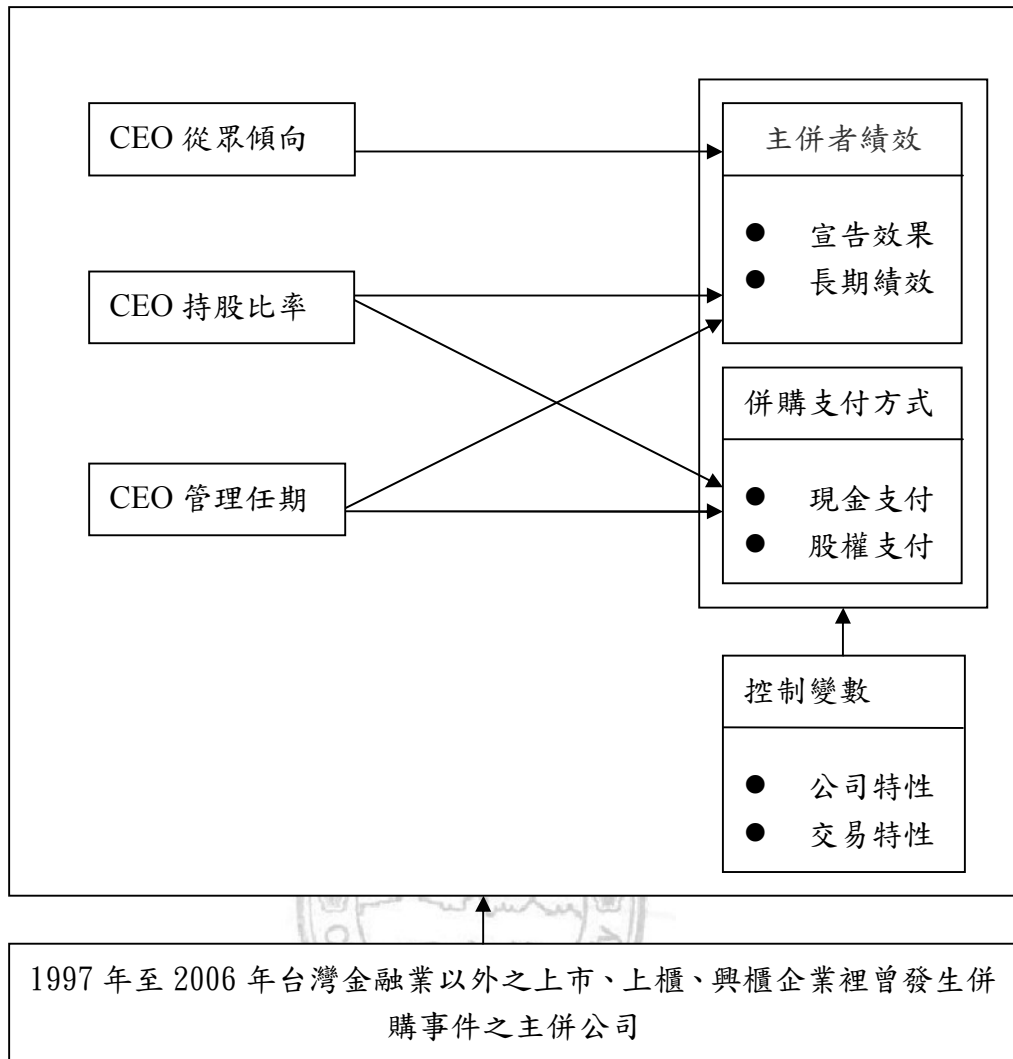 CEO 從眾傾向
主併者績效
● 宣告效果
● 長期績效
CEO 持股比率
併購支付方式
● 現金支付
● 股權支付
CEO 管理任期
控制變數
● 公司特性
● 交易特性
1997 年至 2006 年台灣金融業以外之上市、上櫃、興櫃企業裡曾發生併
購事件之主併公司